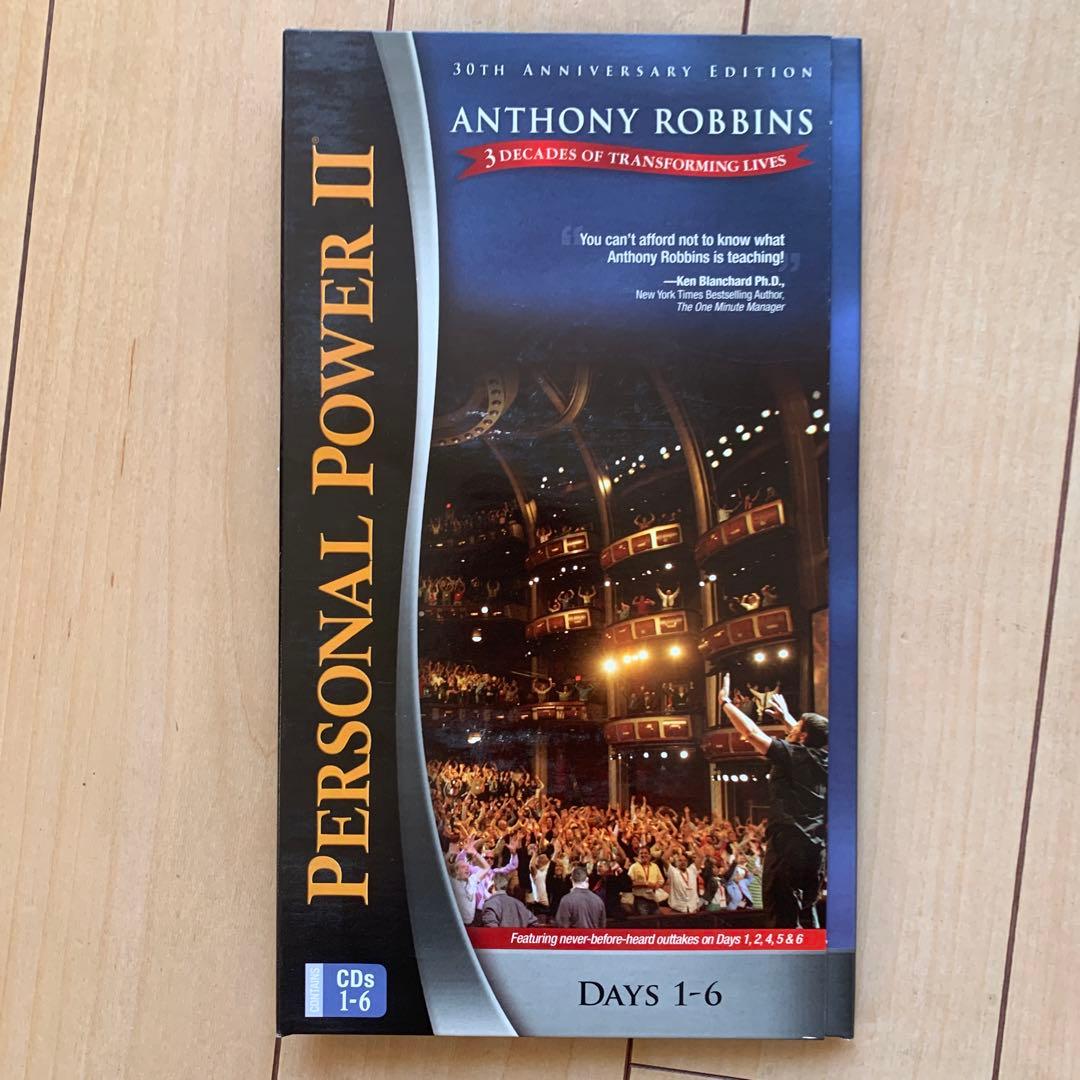 30TH ANNIVERSARY EDITION
ANTHONY ROBBINS
3 DECADES OF TRANSFORMING LIVES
“You can't afford not to know what
Anthony Robbins is teaching!”
—Ken Blanchard Ph.D.,
New York Times Bestselling Author,
The One Minute Manager
PERSONAL POWER II®
Featuring never-before-heard outtakes on Days 1, 2, 4, 5 & 6
CONTAINS
CDs
1-6
DAYS 1-6